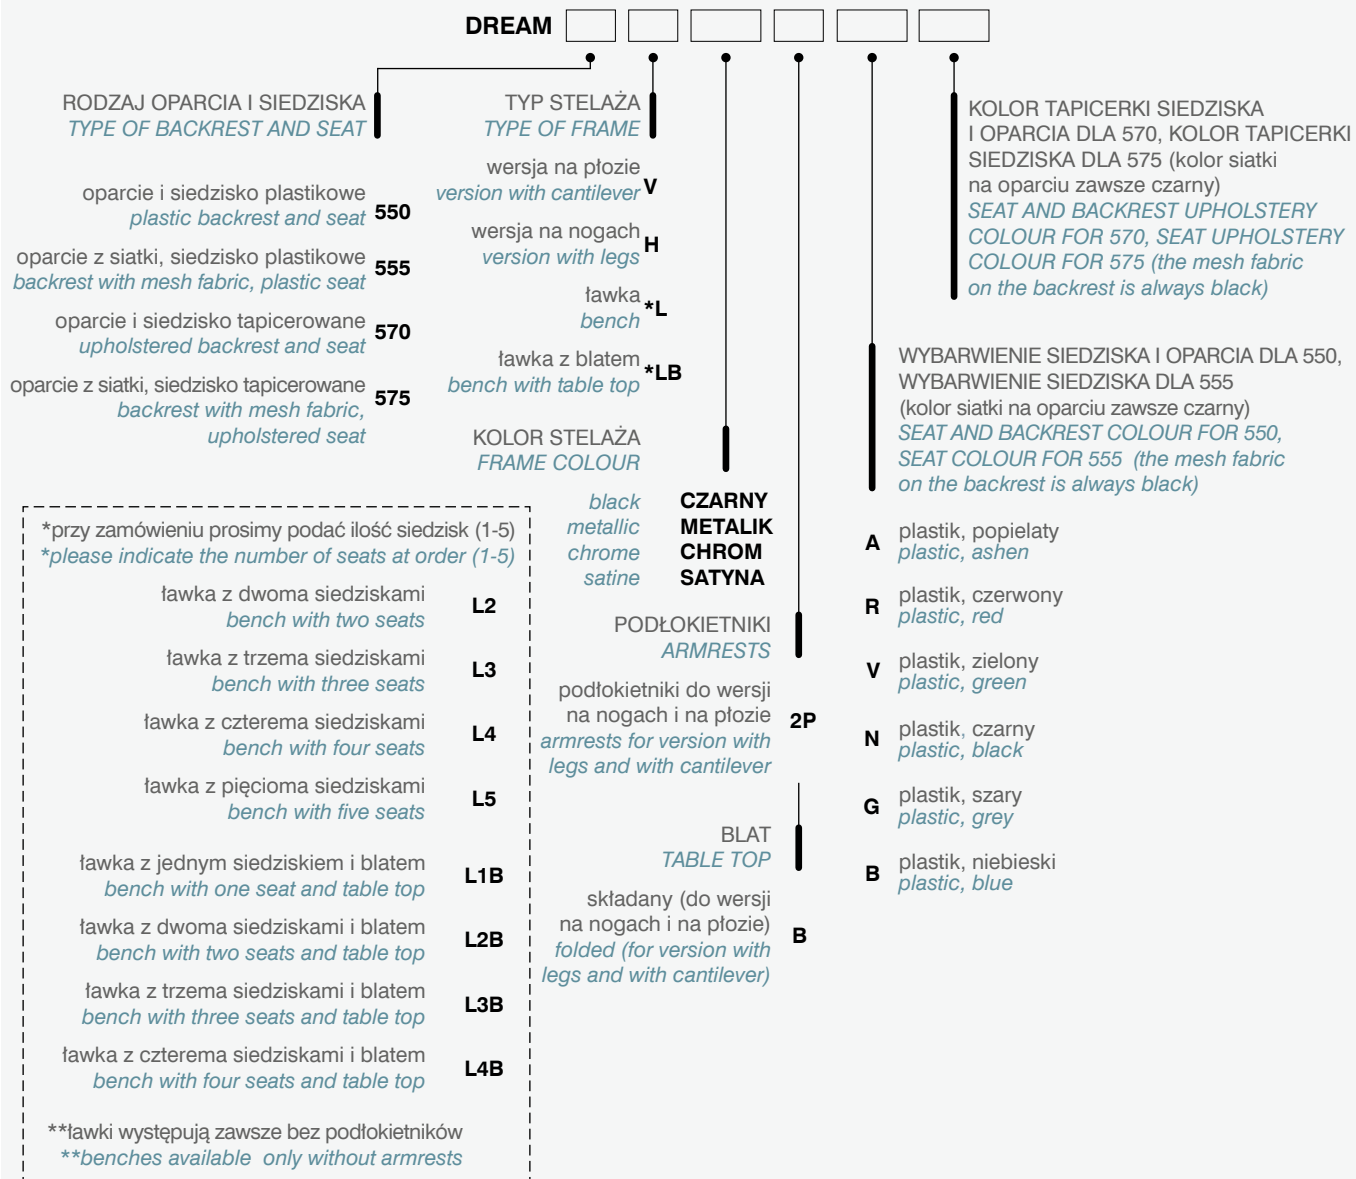 DREAM
RODZAJ OPARCIA I SIEDZISKA
TYPE OF BACKREST AND SEAT
oparcie i siedzisko plastikowe
plastic backrest and seat
550
oparcie z siatki, siedzisko plastikowe
backrest with mesh fabric, plastic seat
555
oparcie i siedzisko tapicerowane
upholstered backrest and seat
570
oparcie z siatki, siedzisko tapicerowane
backrest with mesh fabric,
upholstered seat
575
TYP STELAŻA
TYPE OF FRAME
wersja na płozie
version with cantilever
V
wersja na nogach
version with legs
H
ławka
bench
*L
ławka z blatem
bench with table top
*LB
KOLOR STELAŻA
FRAME COLOUR
black CZARNY
metallic METALIK
chrome CHROM
satine SATYNA
PODŁOKIETNIKI
ARMRESTS
podłokietniki do wersji
na nogach i na płozie
armrests for version with
legs and with cantilever
2P
BLAT
TABLE TOP
składany (do wersji
na nogach i na płozie)
folded (for version with
legs and with cantilever)
B
KOLOR TAPICERKI SIEDZISKA
I OPARCIA DLA 570, KOLOR TAPICERKI
SIEDZISKA DLA 575 (kolor siatki
na oparciu zawsze czarny)
SEAT AND BACKREST UPHOLSTERY
COLOUR FOR 570, SEAT UPHOLSTERY
COLOUR FOR 575 (the mesh fabric
on the backrest is always black)
WYBARWIENIE SIEDZISKA I OPARCIA DLA 550,
WYBARWIENIE SIEDZISKA DLA 555
(kolor siatki na oparciu zawsze czarny)
SEAT AND BACKREST COLOUR FOR 550,
SEAT COLOUR FOR 555 (the mesh fabric
on the backrest is always black)
A
plastik, popielaty
plastic, ashen
R
plastik, czerwony
plastic, red
V
plastik, zielony
plastic, green
N
plastik, czarny
plastic, black
G
plastik, szary
plastic, grey
B
plastik, niebieski
plastic, blue
*przy zamówieniu prosimy podać ilość siedzisk (1-5)
*please indicate the number of seats at order (1-5)
ławka z dwoma siedziskami
bench with two seats
L2
ławka z trzema siedziskami
bench with three seats
L3
ławka z czterema siedziskami
bench with four seats
L4
ławka z pięcioma siedziskami
bench with five seats
L5
ławka z jednym siedziskiem i blatem
bench with one seat and table top
L1B
ławka z dwoma siedziskami i blatem
bench with two seats and table top
L2B
ławka z trzema siedziskami i blatem
bench with three seats and table top
L3B
ławka z czterema siedziskami i blatem
bench with four seats and table top
L4B
**ławki występują zawsze bez podłokietników
**benches available only without armrests